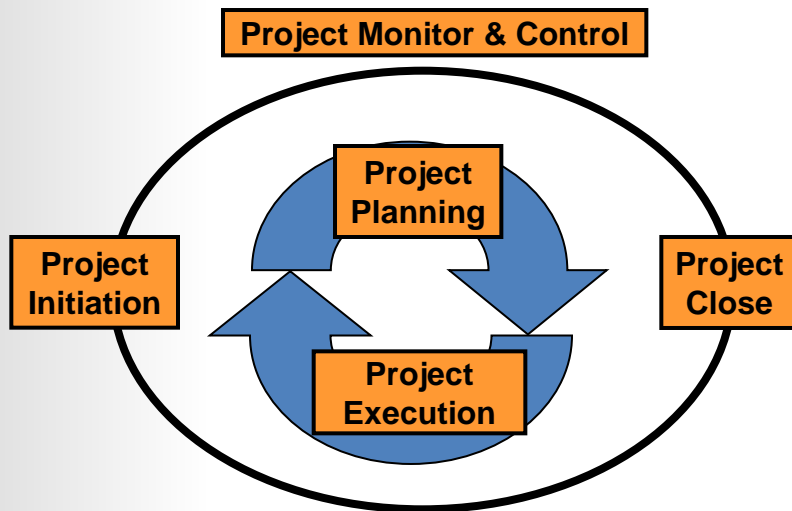 Project Monitor & Control
Project
Planning
Project
Initiation
Project
Close
Project
Execution